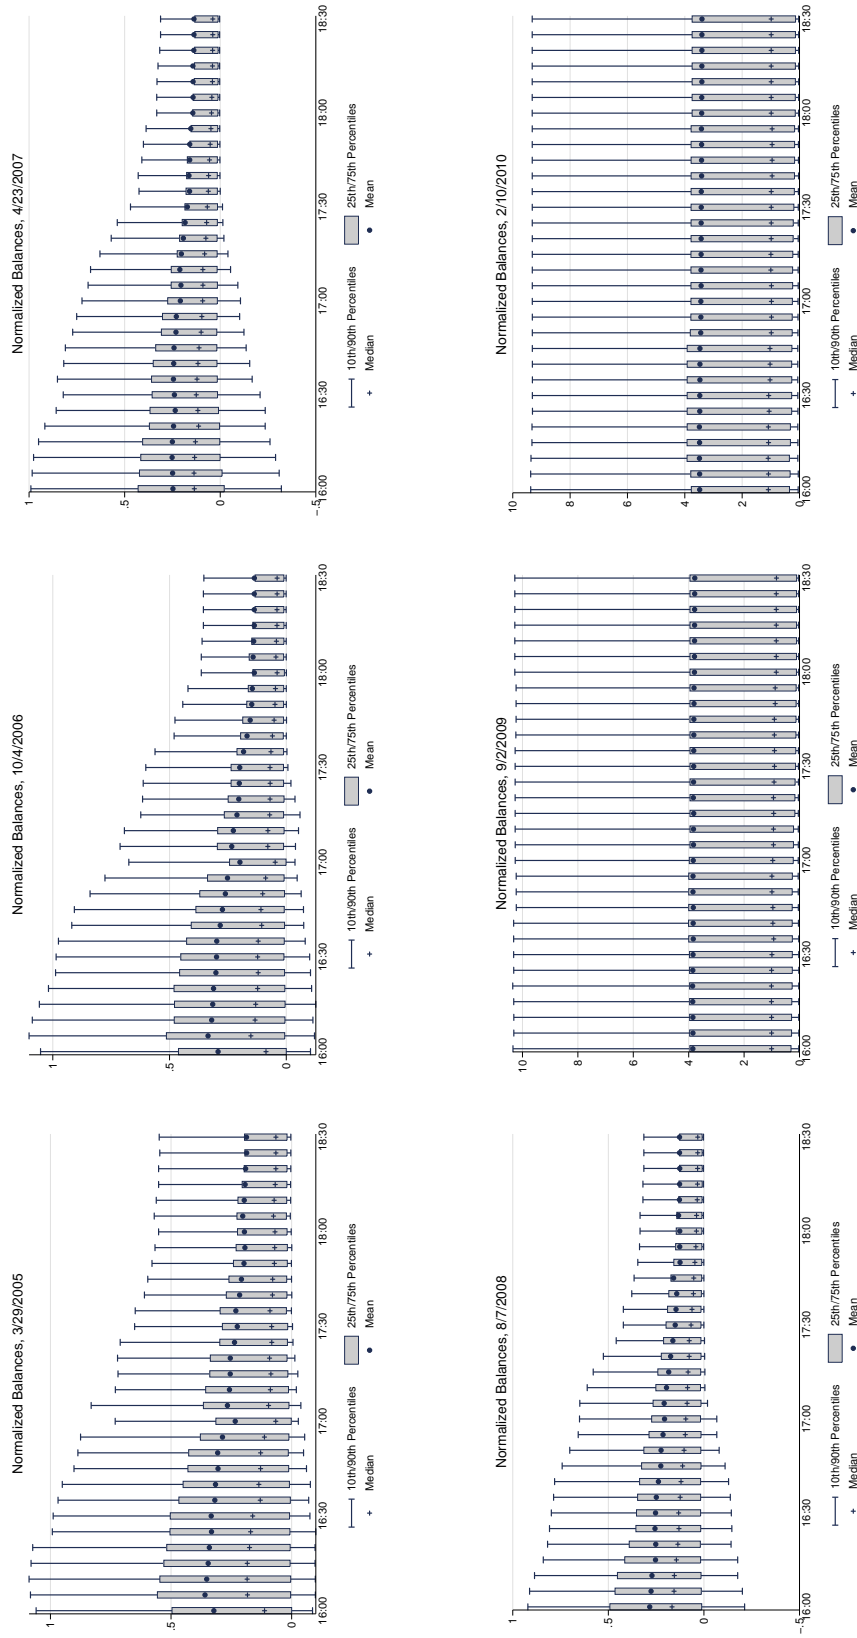 Normalized Balances, 3/29/2005
1
.5
0
16:00 16:30 17:00 17:30 18:00 18:30
10th/90th Percentiles 25th/75th Percentiles
Median Mean
Normalized Balances, 10/4/2006
1
.5
0
16:00 16:30 17:00 17:30 18:00 18:30
10th/90th Percentiles 25th/75th Percentiles
Median Mean
Normalized Balances, 4/23/2007
1
.5
0
-.5
16:00 16:30 17:00 17:30 18:00 18:30
10th/90th Percentiles 25th/75th Percentiles
Median Mean
Normalized Balances, 8/7/2008
1
.5
0
-.5
16:00 16:30 17:00 17:30 18:00 18:30
10th/90th Percentiles 25th/75th Percentiles
Median Mean
Normalized Balances, 9/2/2009
10
8
6
4
2
0
16:00 16:30 17:00 17:30 18:00 18:30
10th/90th Percentiles 25th/75th Percentiles
Median Mean
Normalized Balances, 2/10/2010
10
8
6
4
2
0
16:00 16:30 17:00 17:30 18:00 18:30
10th/90th Percentiles 25th/75th Percentiles
Median Mean